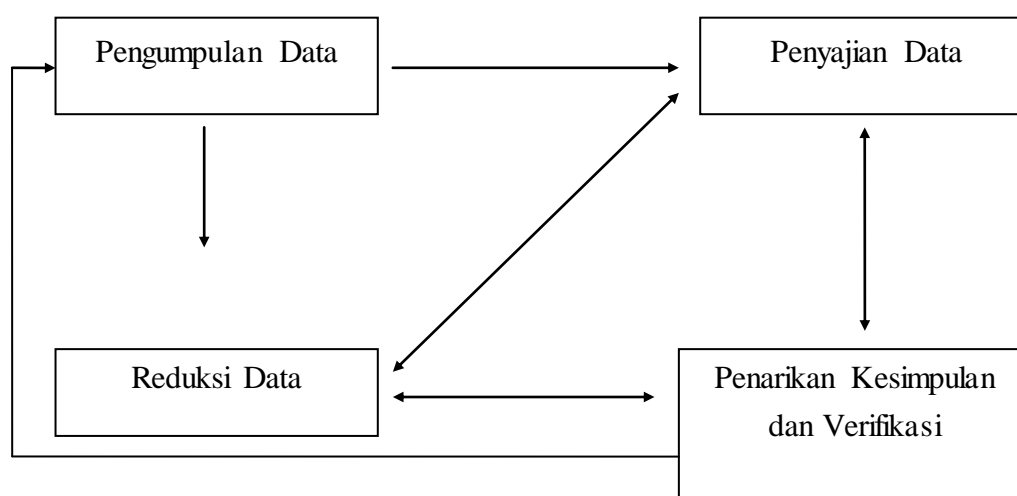 Pengumpulan Data
Penyajian Data
Reduksi Data
Penarikan Kesimpulan
dan Verifikasi